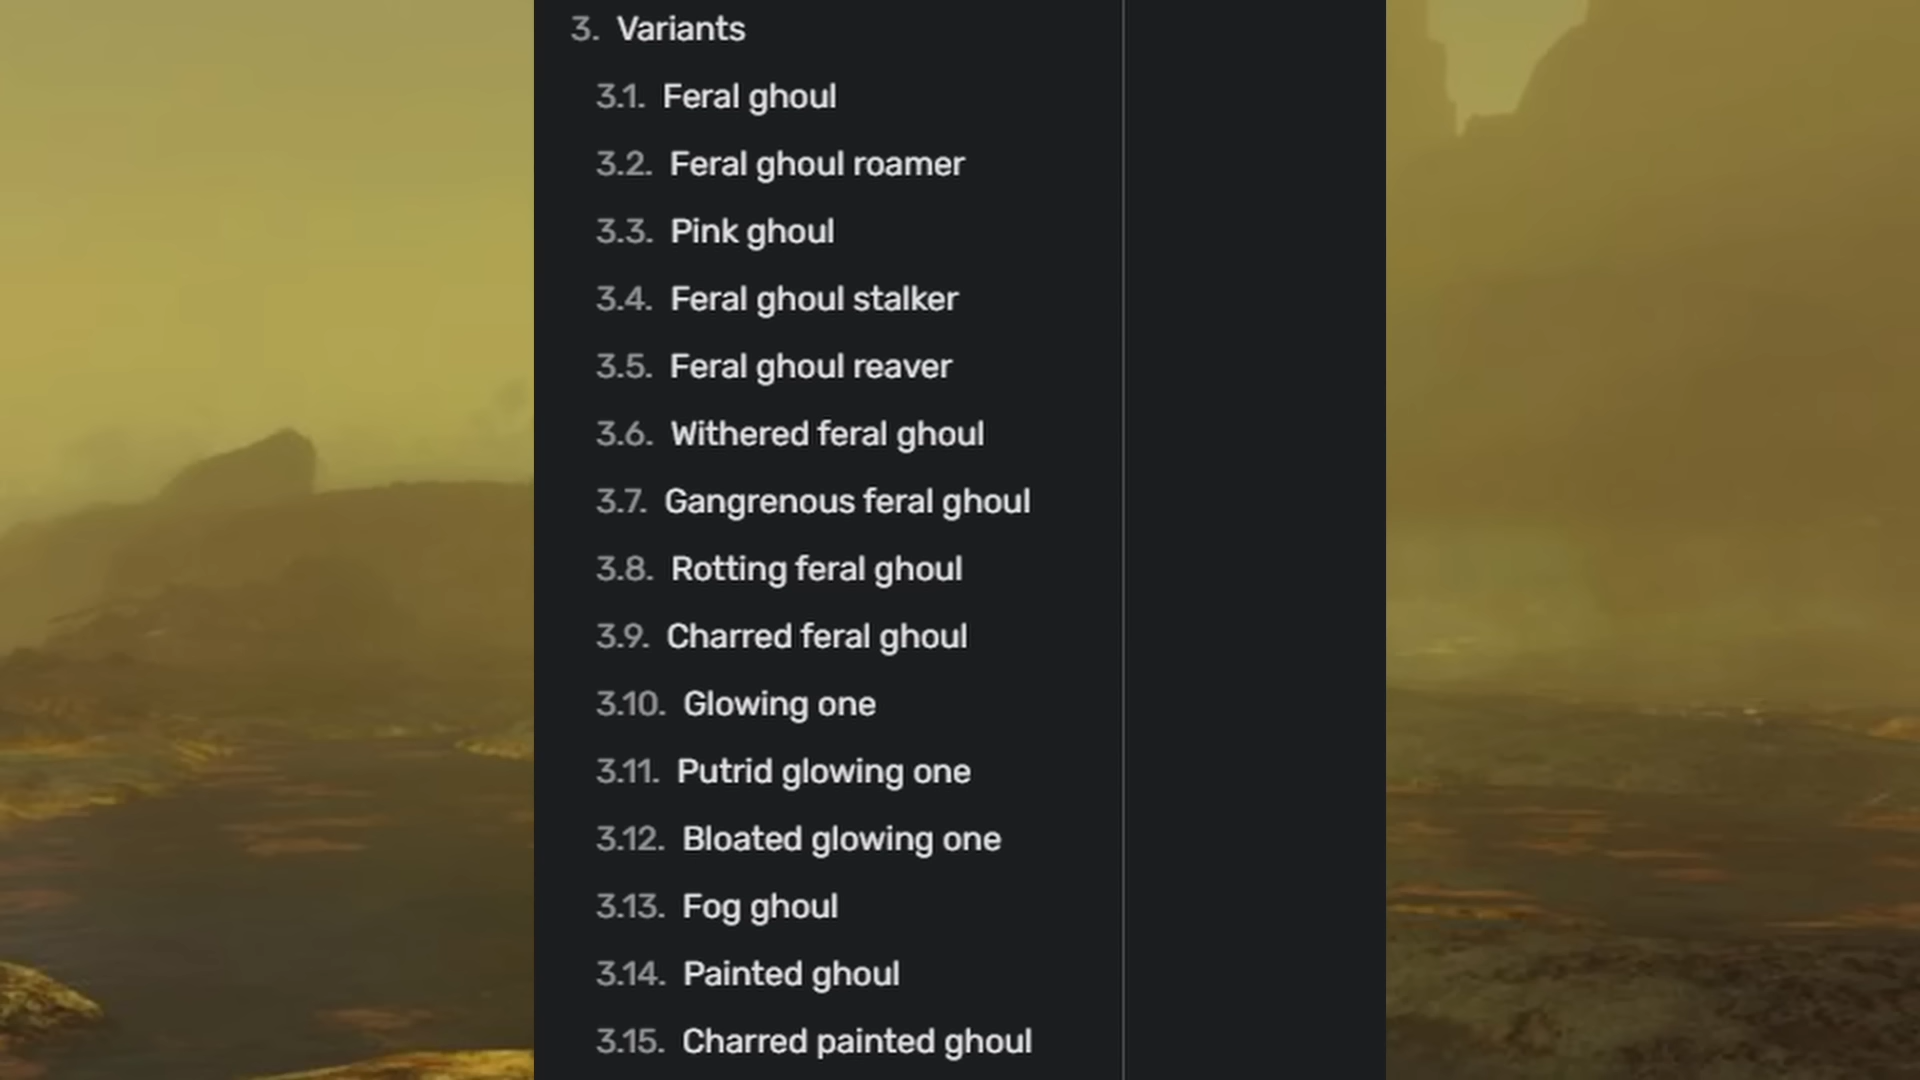 3. Variants
3.1. Feral ghoul
3.2. Feral ghoul roamer
3.3. Pink ghoul
3.4. Feral ghoul stalker
3.5. Feral ghoul reaver
3.6. Withered feral ghoul
3.7. Gangrenous feral ghoul
3.8. Rotting feral ghoul
3.9. Charred feral ghoul
3.10. Glowing one
3.11. Putrid glowing one
3.12. Bloated glowing one
3.13. Fog ghoul
3.14. Painted ghoul
3.15. Charred painted ghoul